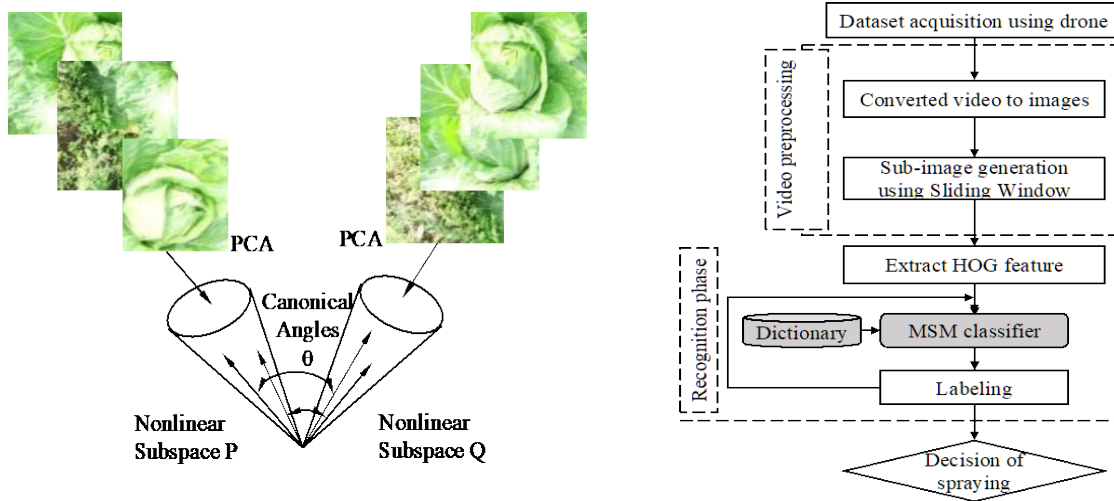 PCA
PCA
Canonical
Angles
θ
Nonlinear
Subspace P
Nonlinear
Subspace Q
Dataset acquisition using drone
Video preprocessing
Converted video to images
Sub-image generation
using Sliding Window
Recognition phase
Extract HOG feature
Dictionary
MSM classifier
Labeling
Decision of
spraying